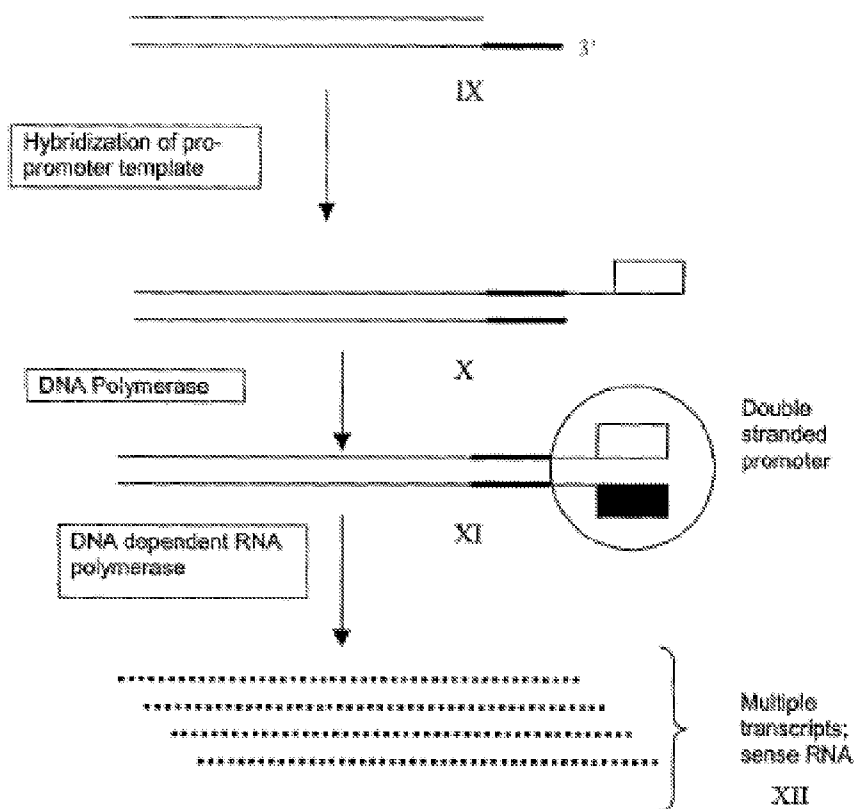 3'
IX
Hybridization of pro-
promoter template
X
DNA Polymerase
Double
stranded
promoter
XI
DNA dependent RNA
polymerase
Multiple
transcripts;
sense RNA
XII